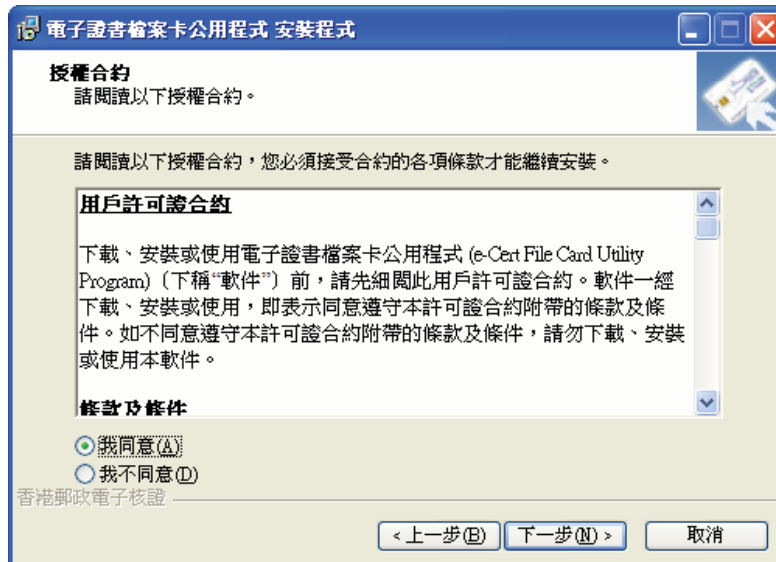 電子證書檔案卡公用程式 安裝程式
授權合約
請閱讀以下授權合約。
請閱讀以下授權合約，您必須接受合約的各項條款才能繼續安裝。
用戶許可證合約
下載、安裝或使用電子證書檔案卡公用程式 (e-Cert File Card Utility
Program)（下稱“軟件”）前，請先細閱此用戶許可證合約。軟件一經
下載、安裝或使用，即表示同意遵守本許可證合約附帶的條款及條
件。如不同意遵守本許可證合約附帶的條款及條件，請勿下載、安裝
或使用本軟件。
條款及條件
我同意(A)
我不同意(D)
香港郵政電子核證
<上一步(B)
下一步(N)>
取消